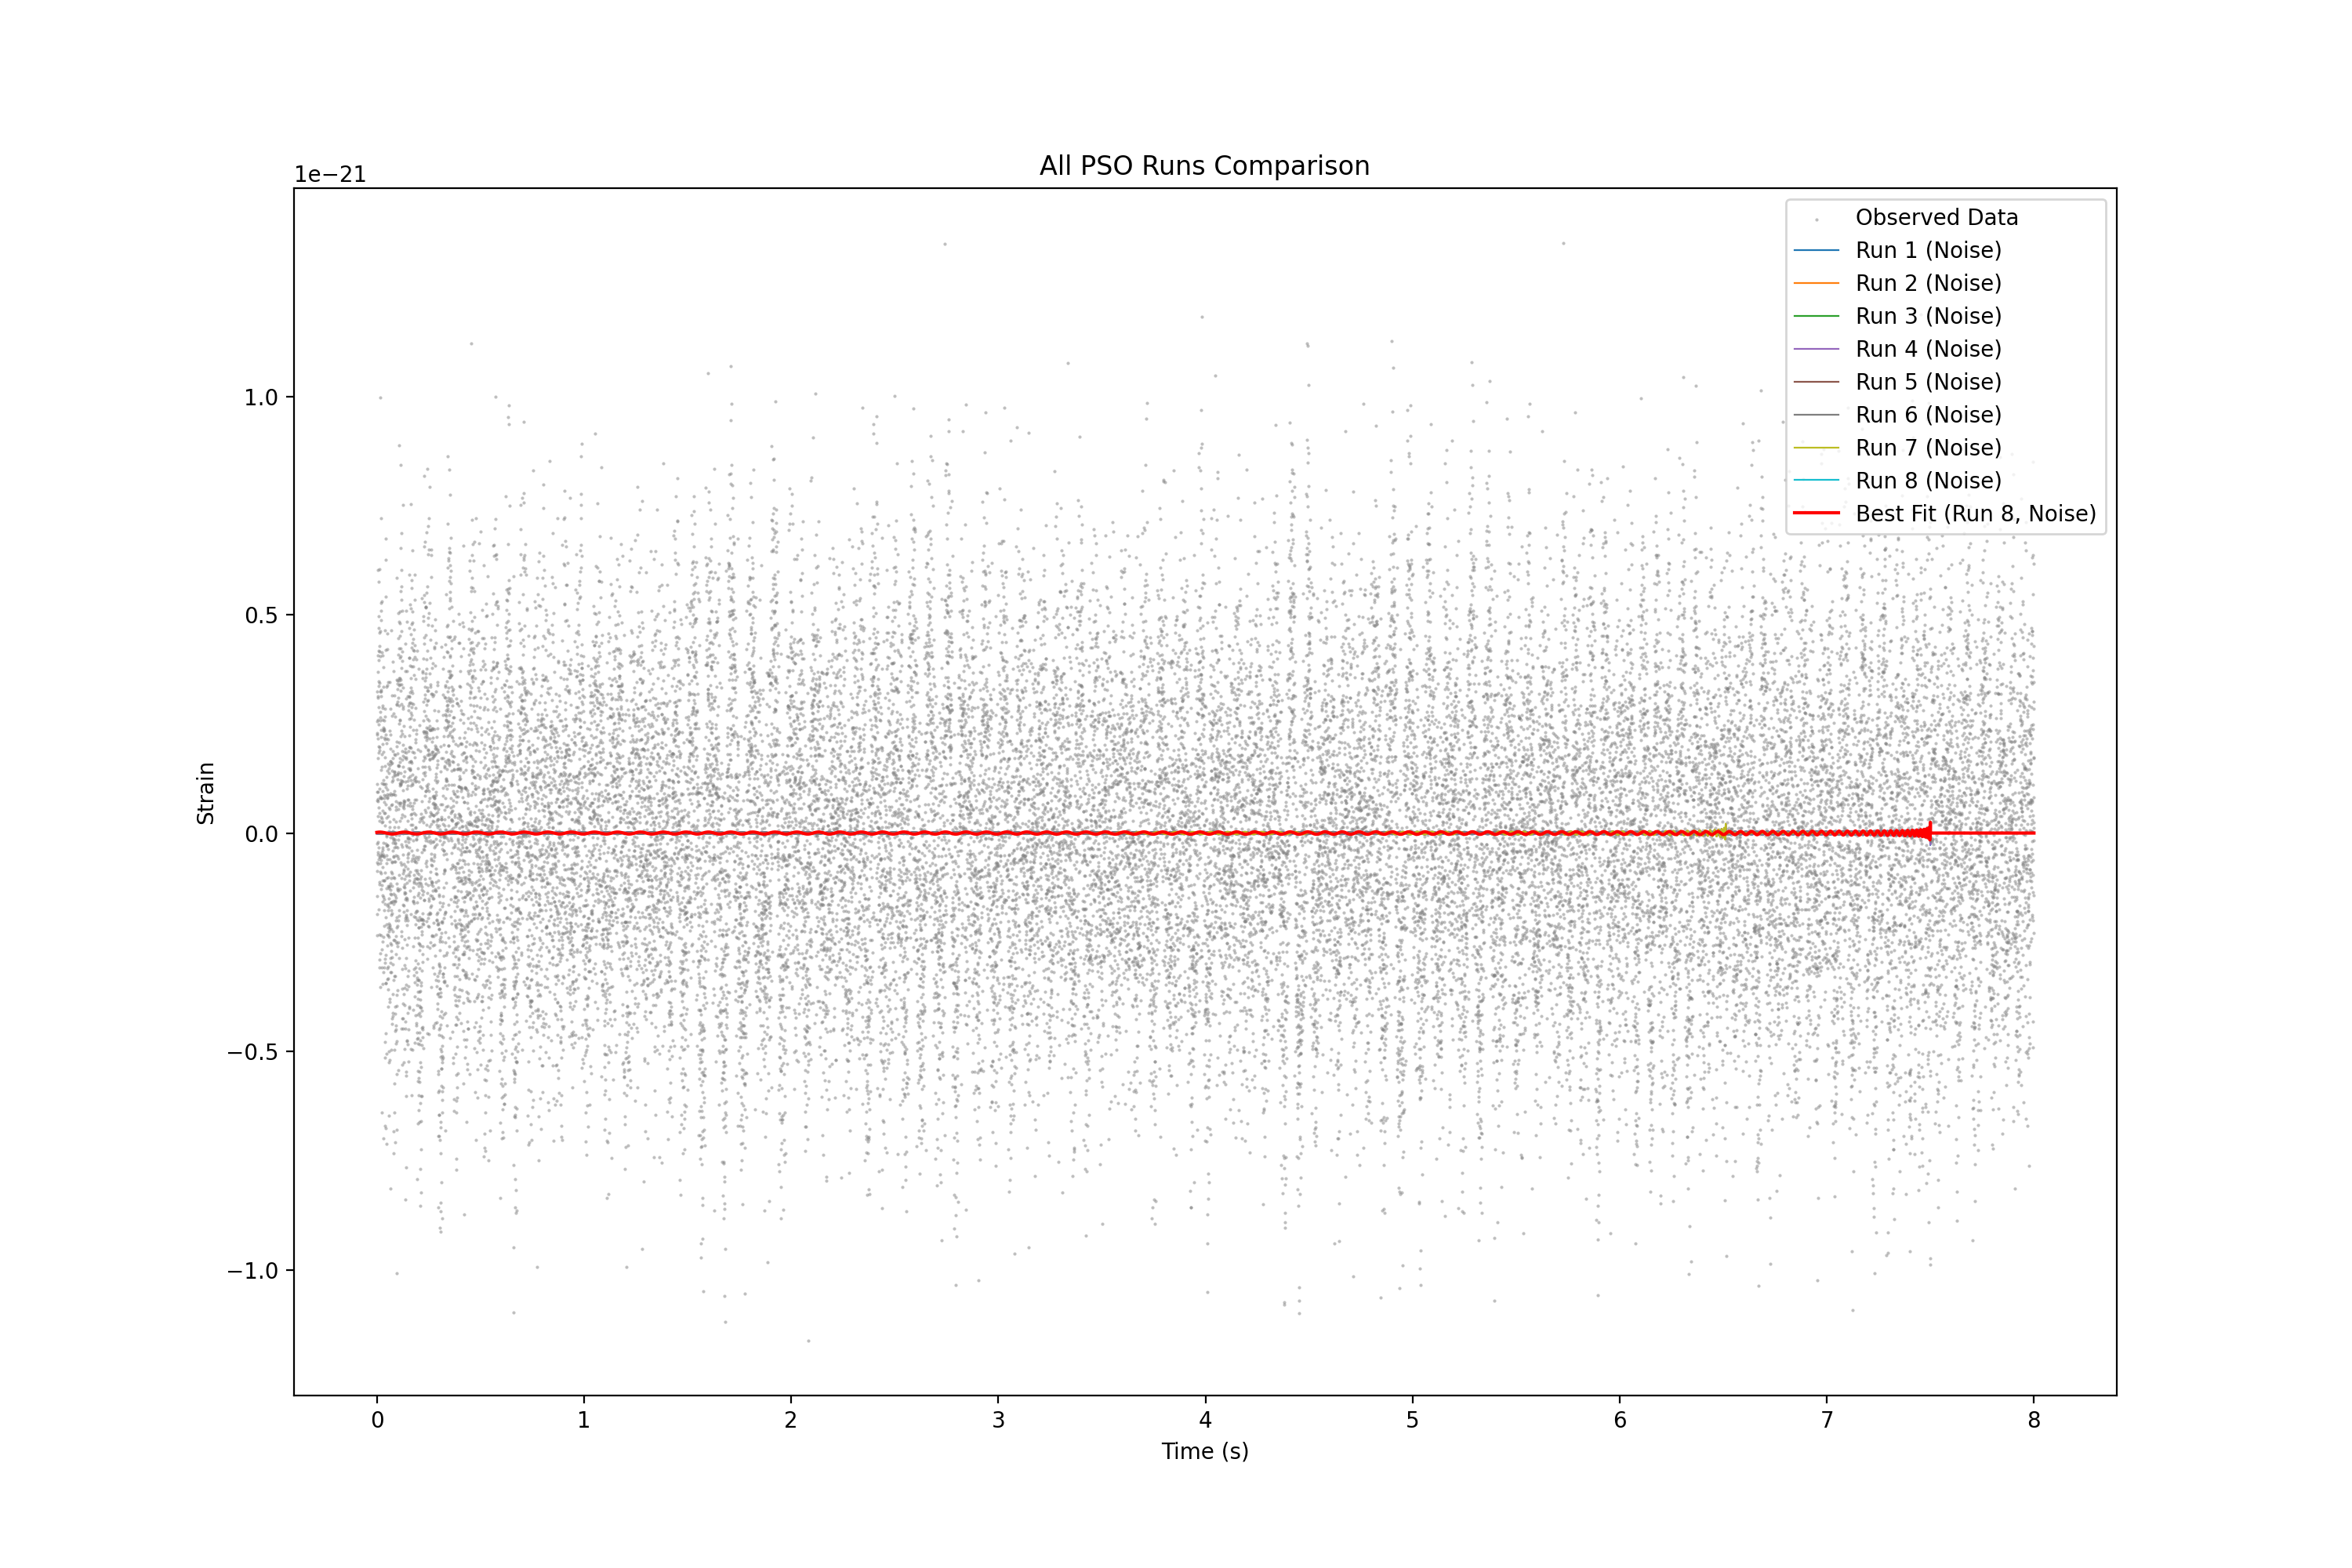 All PSO Runs Comparison
1e−21
Observed Data
Run 1 (Noise)
Run 2 (Noise)
Run 3 (Noise)
Run 4 (Noise)
Run 5 (Noise)
Run 6 (Noise)
Run 7 (Noise)
Run 8 (Noise)
Best Fit (Run 8, Noise)
1.0
0.5
0.0
−0.5
−1.0
Strain
0 1 2 3 4 5 6 7 8
Time (s)